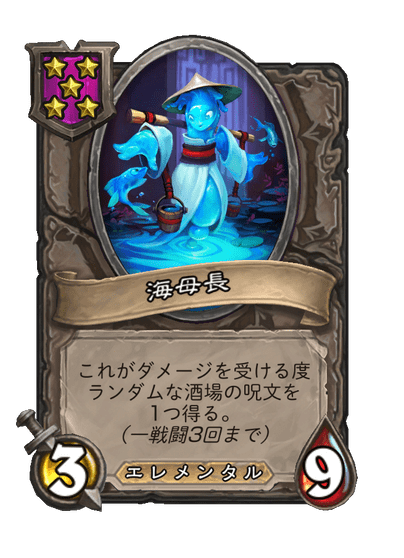 海母長
これがダメージを受ける度
ランダムな酒場の呪文を
1つ得る。
（一戦闘3回まで）
エレメンタル
3
9